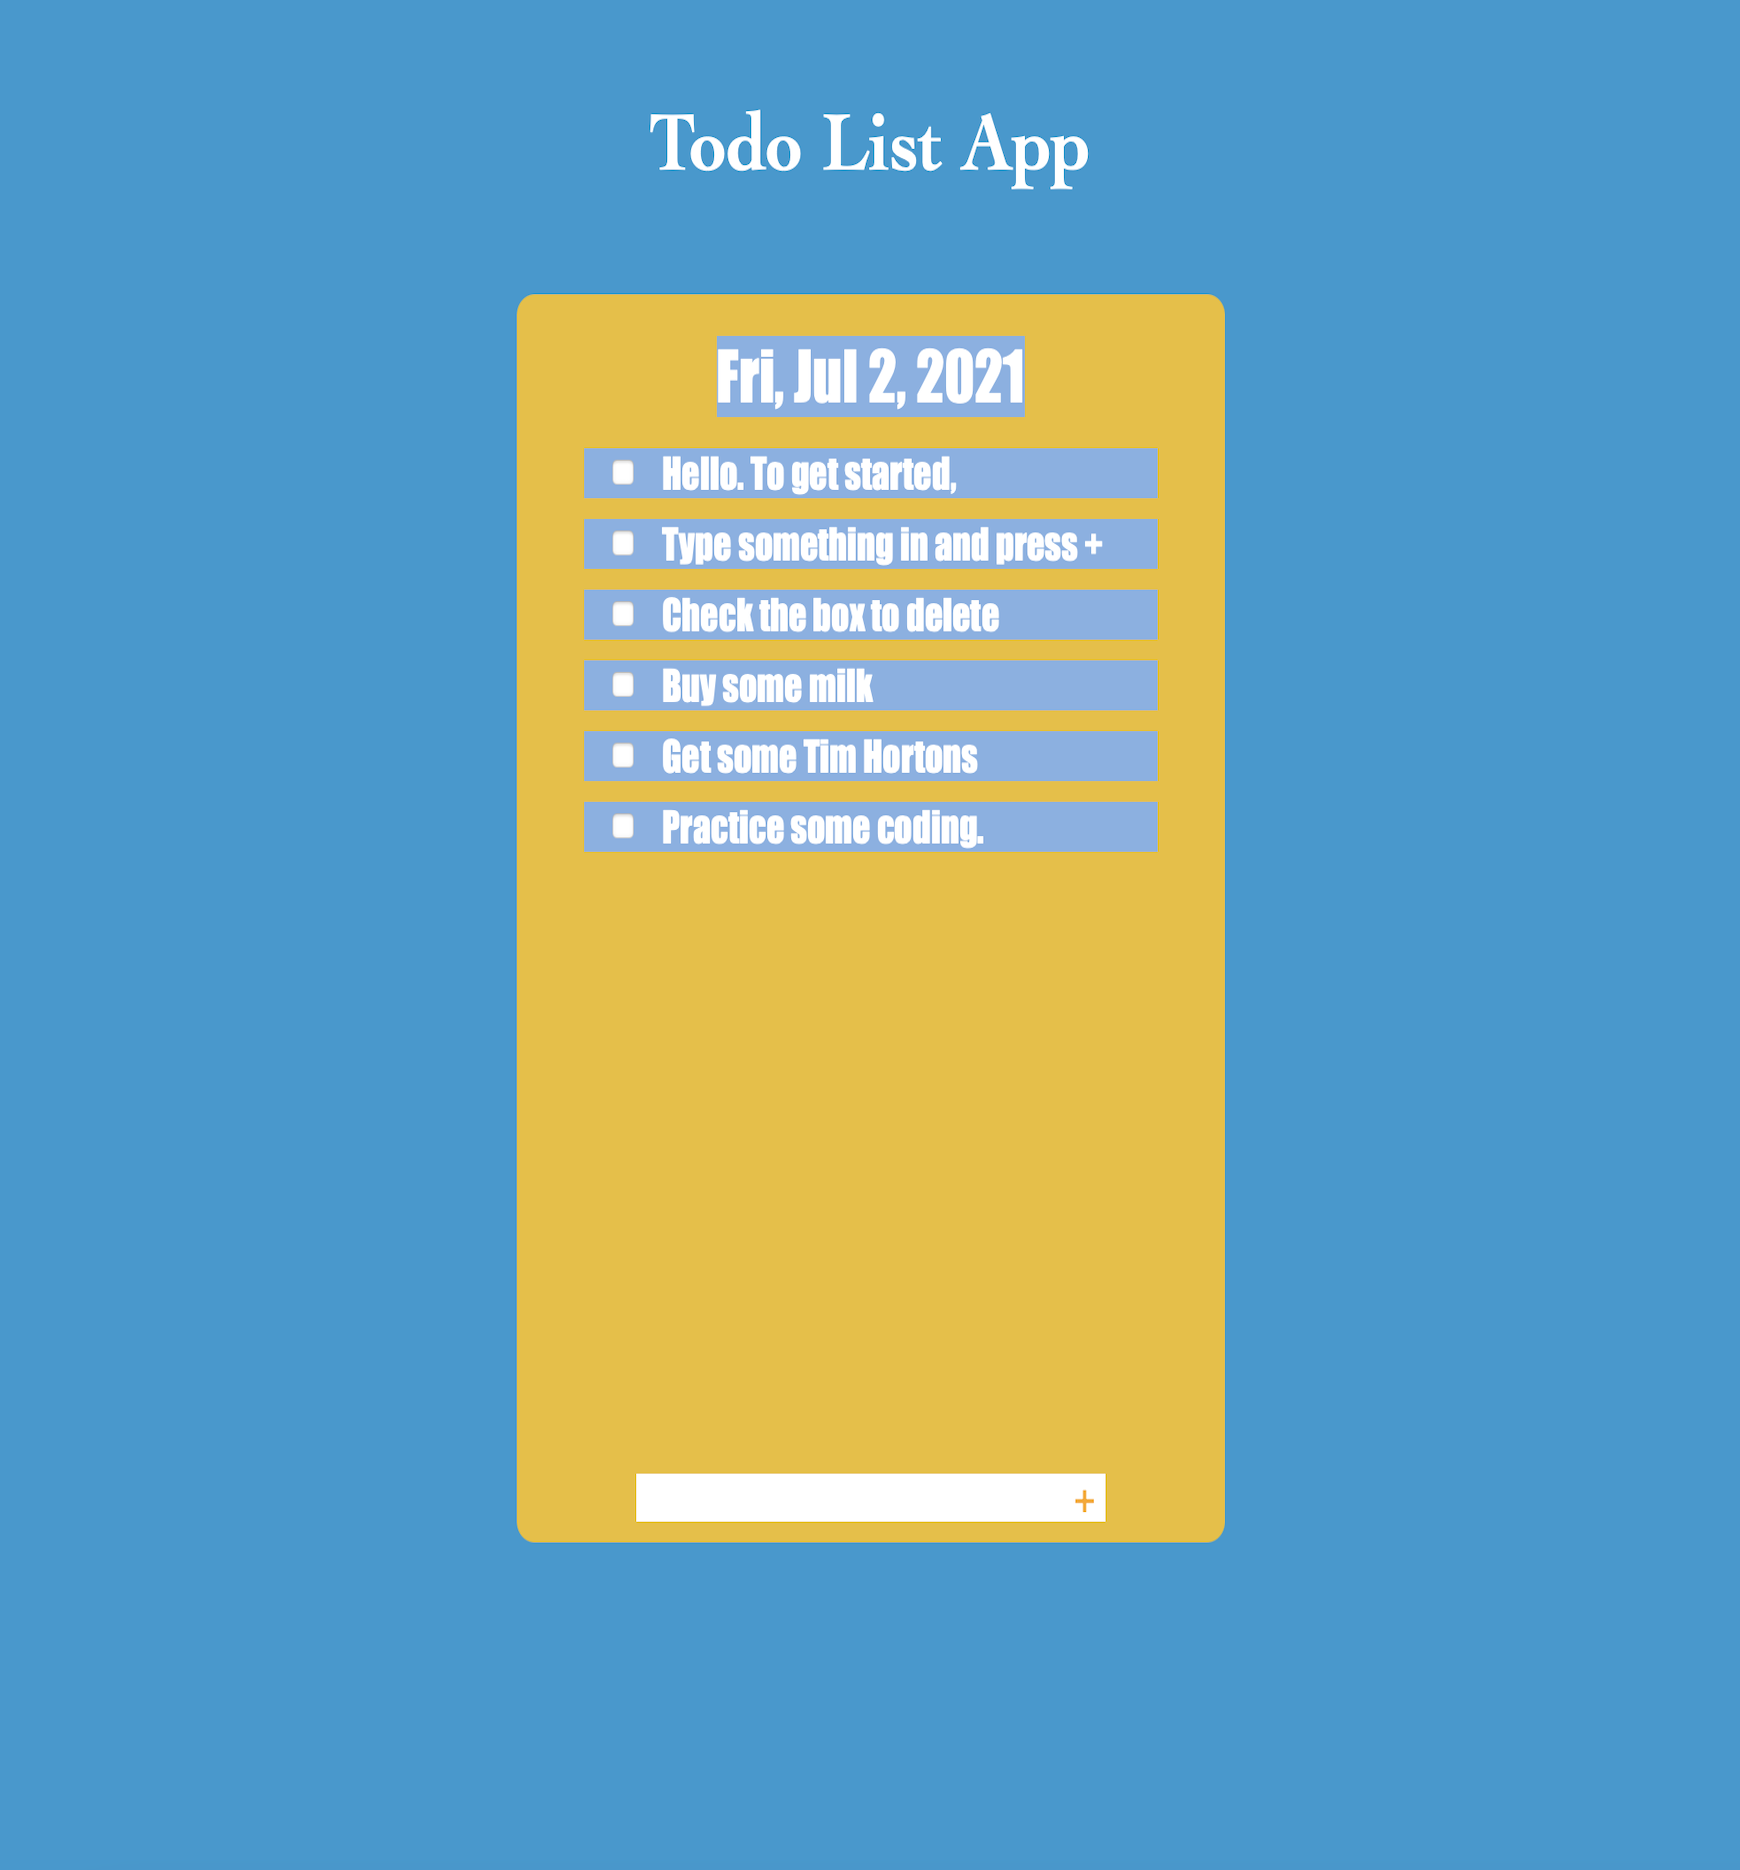 Todo List App
Fri, Jul 2, 2021
Hello. To get started,
Type something in and press +
Check the box to delete
Buy some milk
Get some Tim Hortons
Practice some coding.
+